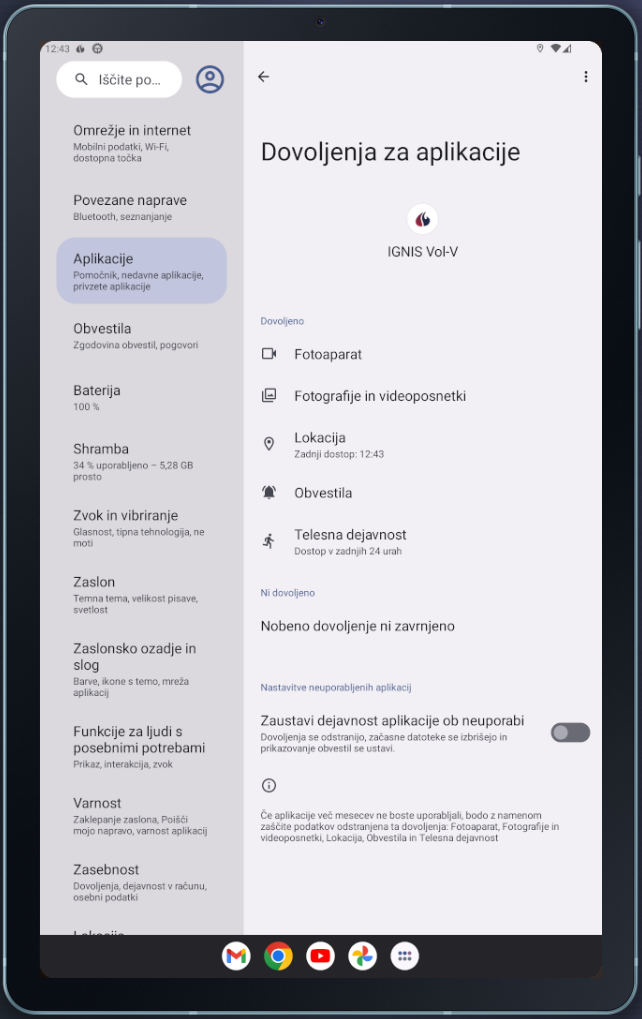 12:43
Iščite po...
Omrežje in internet
Mobilni podatki, Wi-Fi,
dostopna točka
Povezane naprave
Bluetooth, seznanjanje
Aplikacije
Pomočnik, nedavne aplikacije,
privzete aplikacije
Obvestila
Zgodovina obvestil, pogovori
Baterija
100 %
Shramba
34 % uporabljeno – 5,28 GB
prosto
Zvok in vibriranje
Glasnost, tipna tehnologija, ne
moti
Zaslon
Temna tema, velikost pisave,
svetlost
Zaslonsko ozadje in
slog
Barve, ikone s temo, mreža
aplikacij
Funkcije za ljudi s
posebnimi potrebami
Prikaz, interakcija, zvok
Varnost
Zaklepanje zaslona, Poišči
mojo napravo, varnost aplikacij
Zasebnost
Dovoljenja, dejavnost v računu,
osebni podatki
Lokacija
Dovoljenja za aplikacije
IGNIS Vol-V
Dovoljeno
Fotoaparat
Fotografije in videoposnetki
Lokacija
Zadnji dostop: 12:43
Obvestila
Telesna dejavnost
Dostop v zadnjih 24 urah
Ni dovoljeno
Nobeno dovoljenje ni zavrnjeno
Nastavitve neuporabljenih aplikacij
Zaustavi dejavnost aplikacije ob neuporabi
Dovoljenja se odstranijo, začasne datoteke se izbrišejo in
prikazovanje obvestil se ustavi.
Če aplikacije več mesecev ne boste uporabljali, bodo z namenom
zaščite podatkov odstranjena ta dovoljenja: Fotoaparat, Fotografije in
videoposnetki, Lokacija, Obvestila in Telesna dejavnost